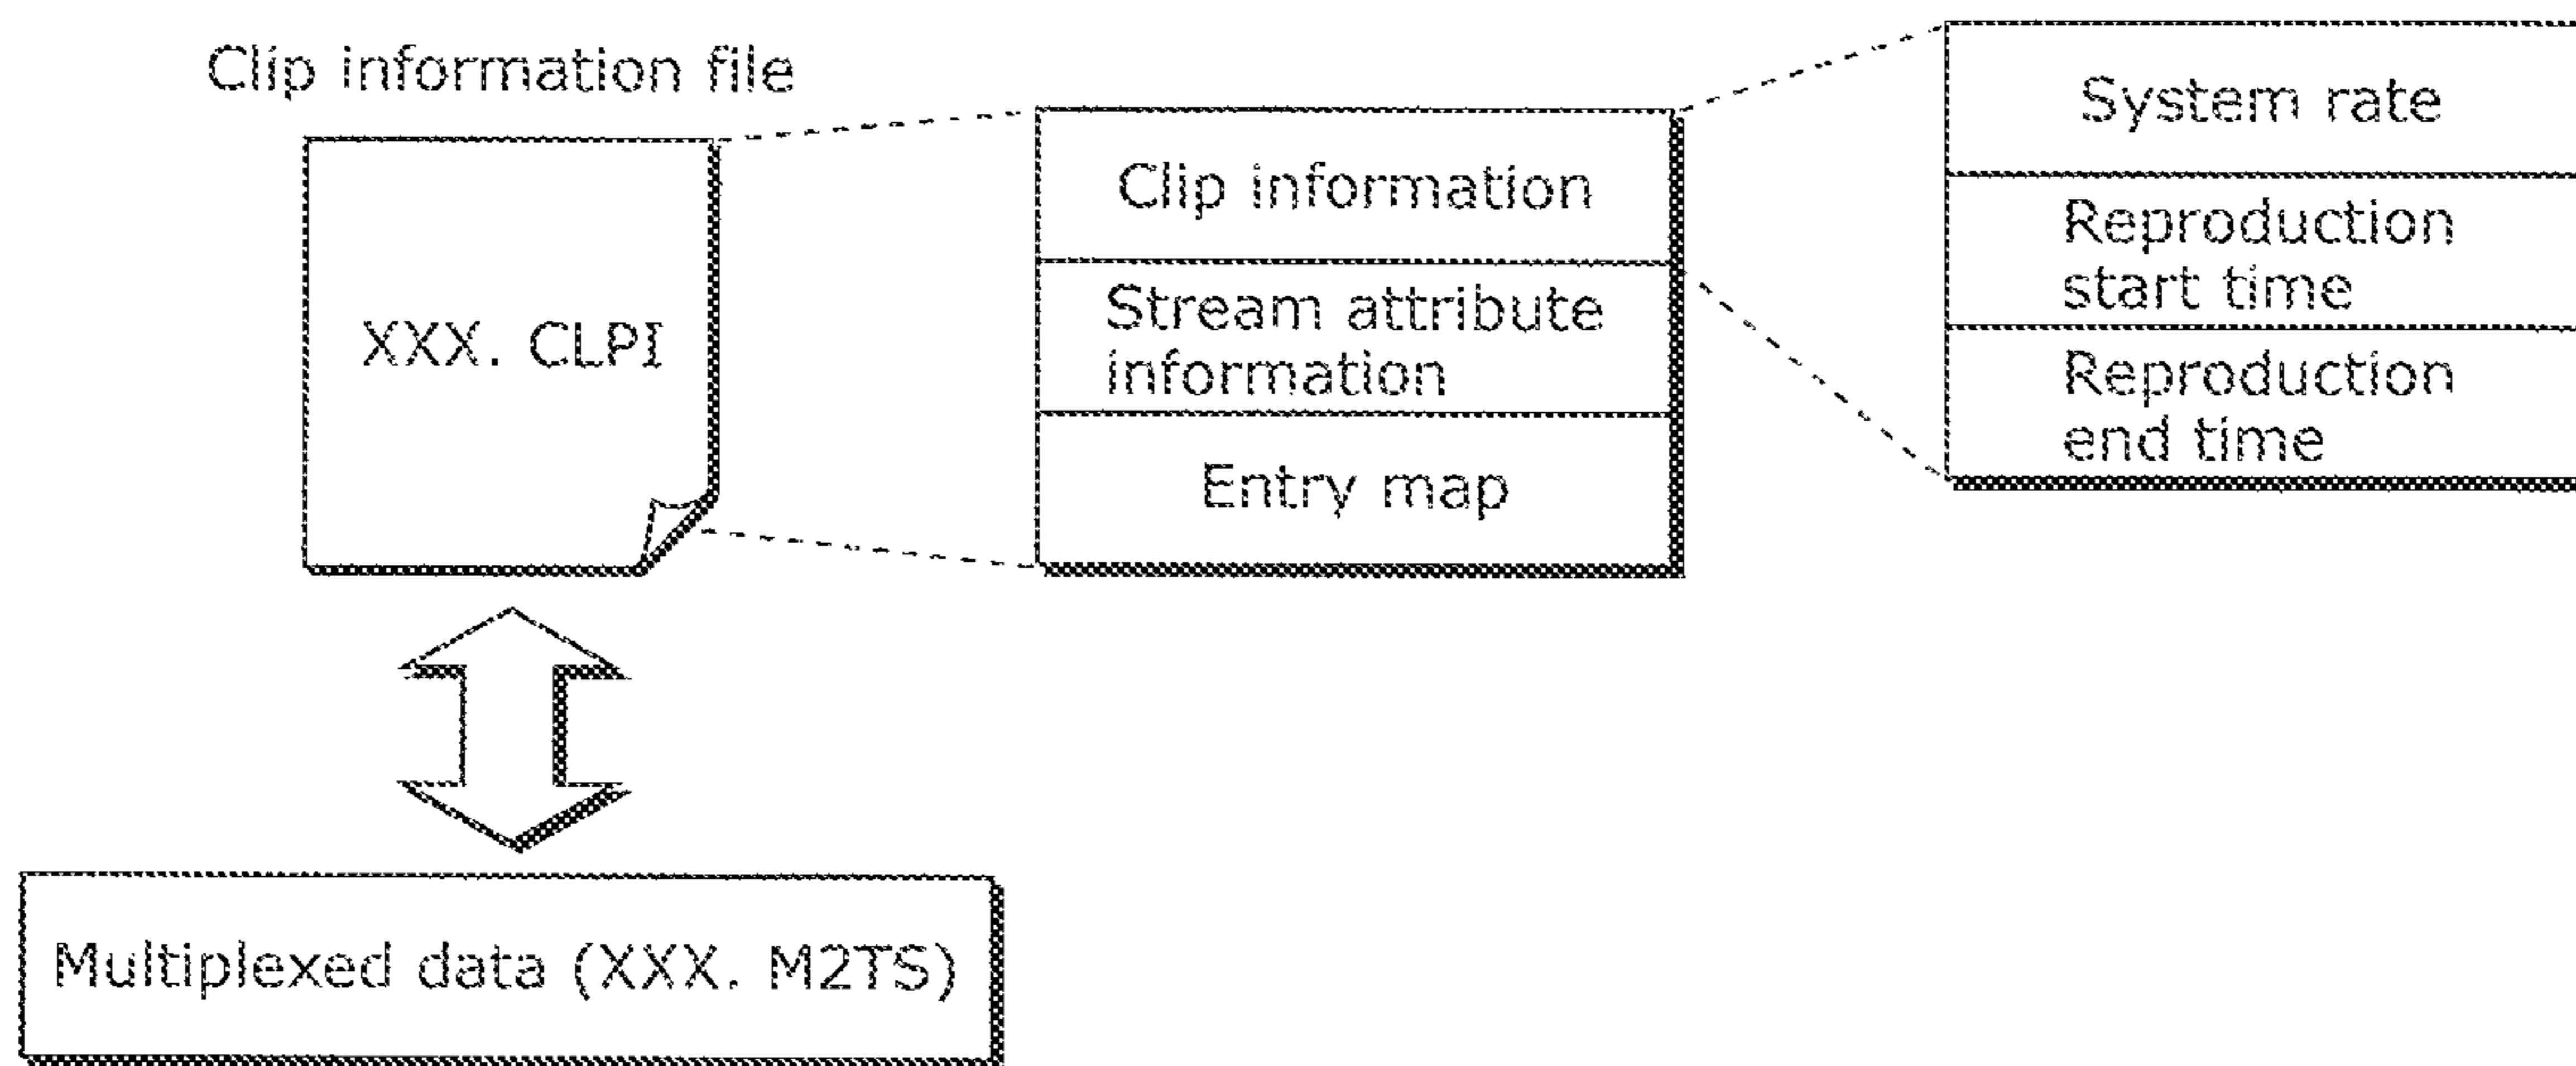 Clip information file
XXX. CLPI
Clip information
Stream attribute
information
Entry map
System rate
Reproduction
start time
Reproduction
end time
Multiplexed data (XXX. M2TS)